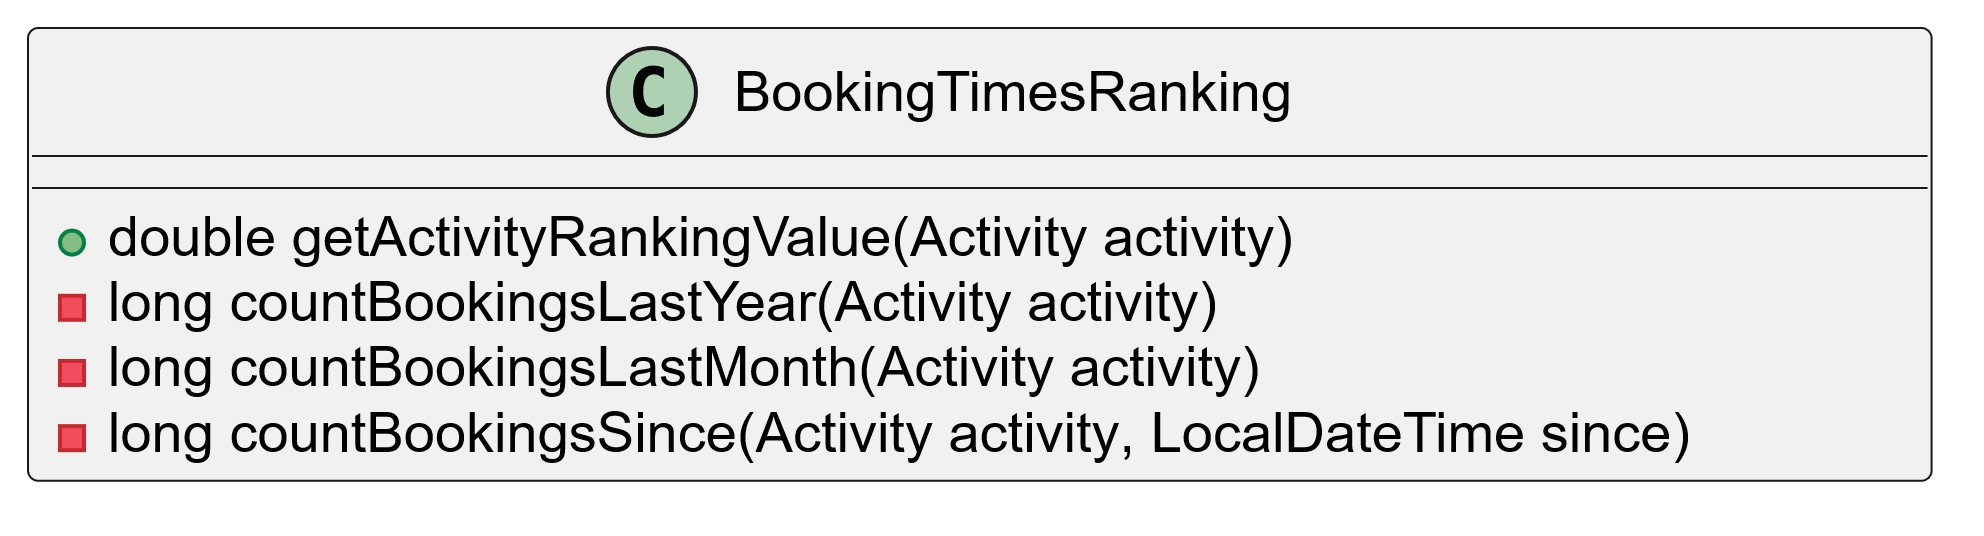 C BookingTimesRanking
double getActivityRankingValue(Activity activity)
long countBookingsLastYear(Activity activity)
long countBookingsLastMonth(Activity activity)
long countBookingsSince(Activity activity, LocalDateTime since)